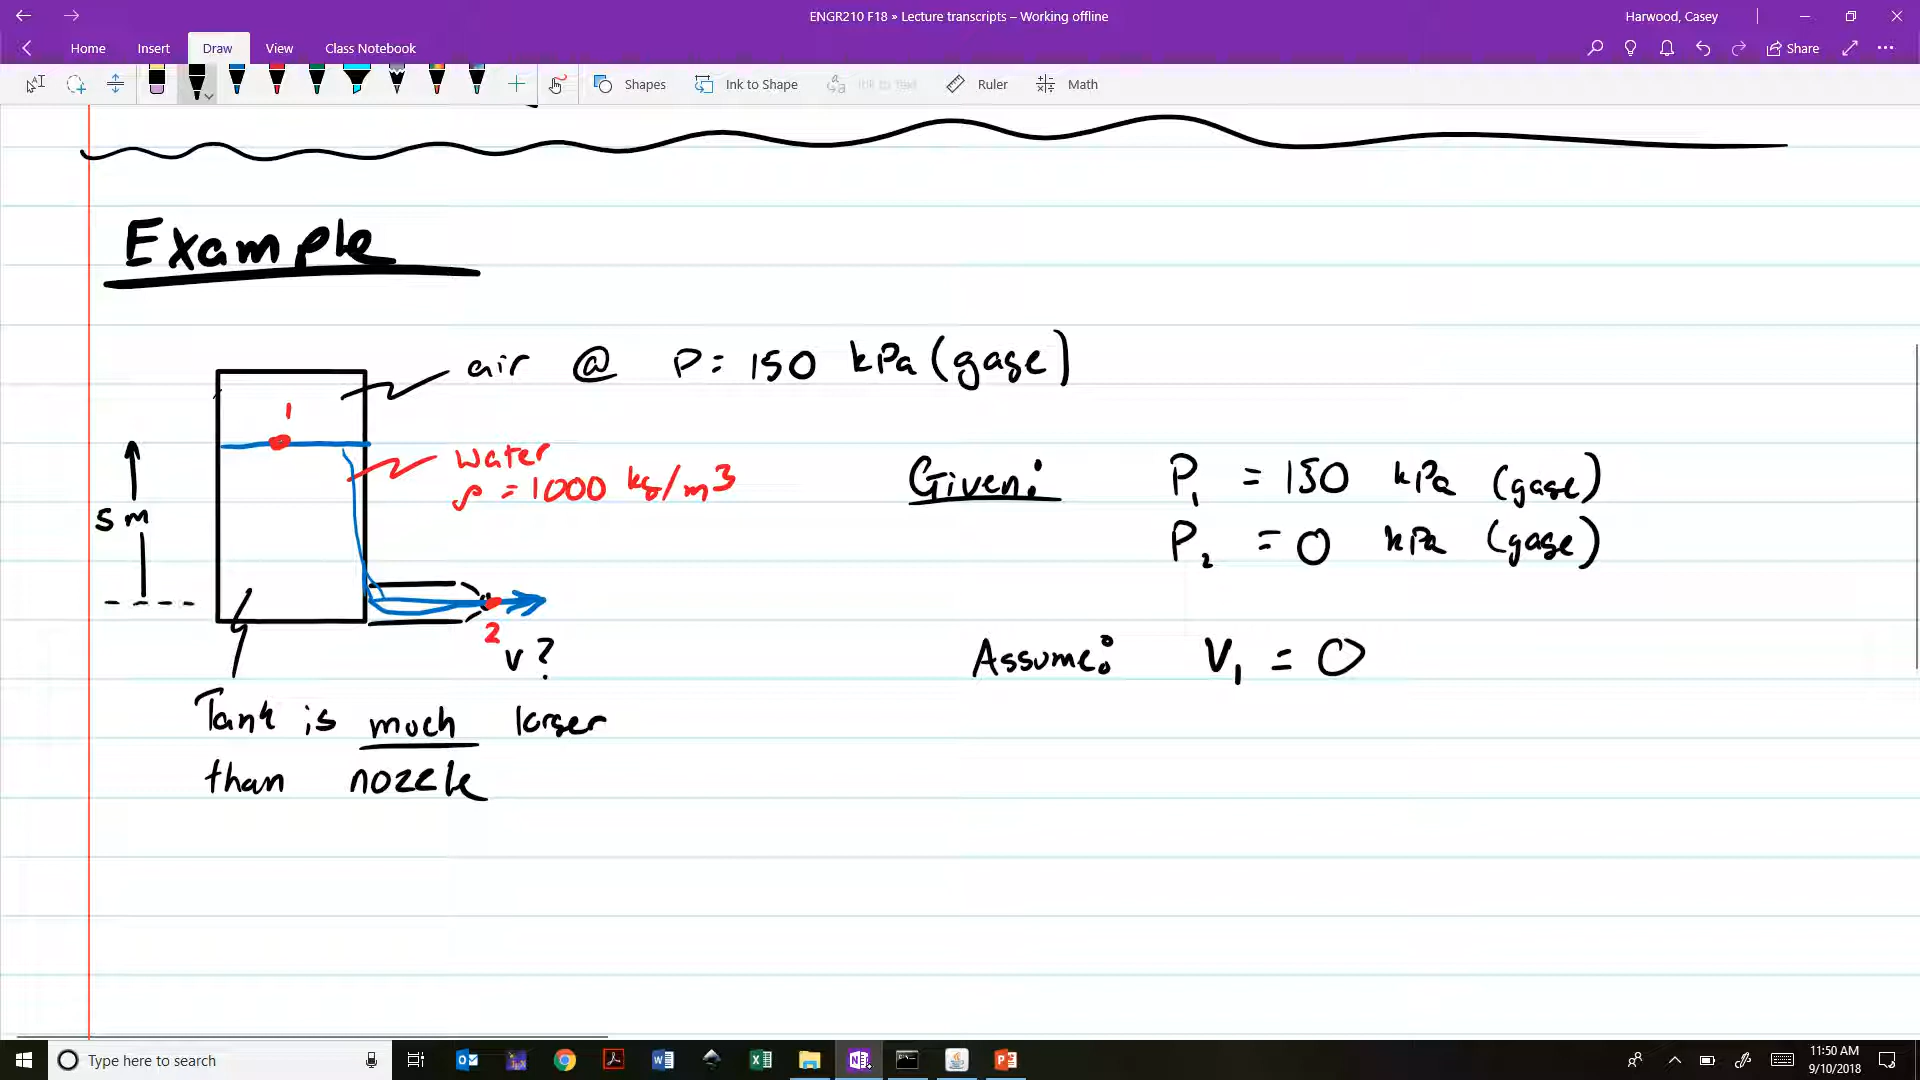 ENGR210 F18 » Lecture transcripts – Working offline
Harwood, Casey
Home Insert Draw View Class Notebook
Share
Shapes Ink to Shape Ink to Text Ruler Math
Example
air @ P = 150 kPa (gage)
1
water
ρ = 1000 kg/m3
5 m
2
v?
Tank is much larger
than nozzle
Given: P1 = 150 kPa (gage)
P2 = 0 kPa (gage)
Assume: V1 = 0
Type here to search
11:50 AM
9/10/2018